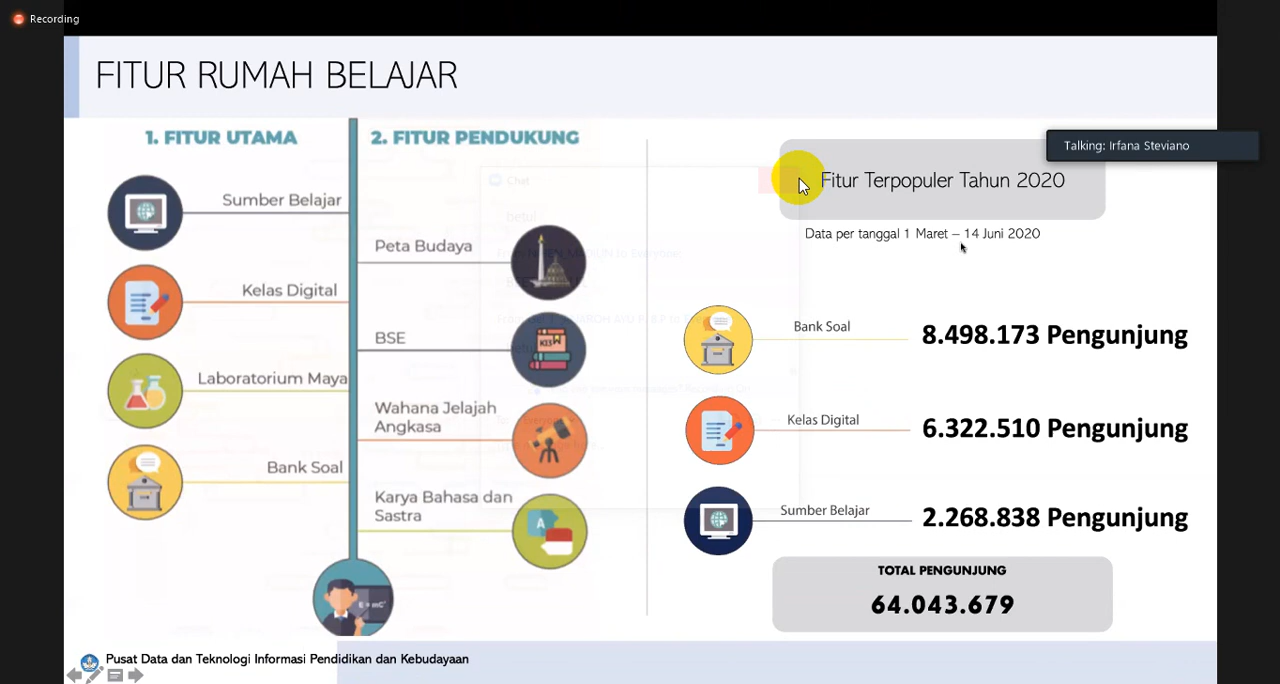 Recording
FITUR RUMAH BELAJAR
1. FITUR UTAMA
Sumber Belajar
Kelas Digital
Laboratorium Maya
Bank Soal
2. FITUR PENDUKUNG
Peta Budaya
BSE
Wahana Jelajah
Angkasa
Karya Bahasa dan
Sastra
A
E = mc²
Chat
betul
Talking: Irfana Steviano
Fitur Terpopuler Tahun 2020
Data per tanggal 1 Maret – 14 Juni 2020
Bank Soal
8.498.173 Pengunjung
Kelas Digital
6.322.510 Pengunjung
Sumber Belajar
2.268.838 Pengunjung
TOTAL PENGUNJUNG
64.043.679
Pusat Data dan Teknologi Informasi Pendidikan dan Kebudayaan